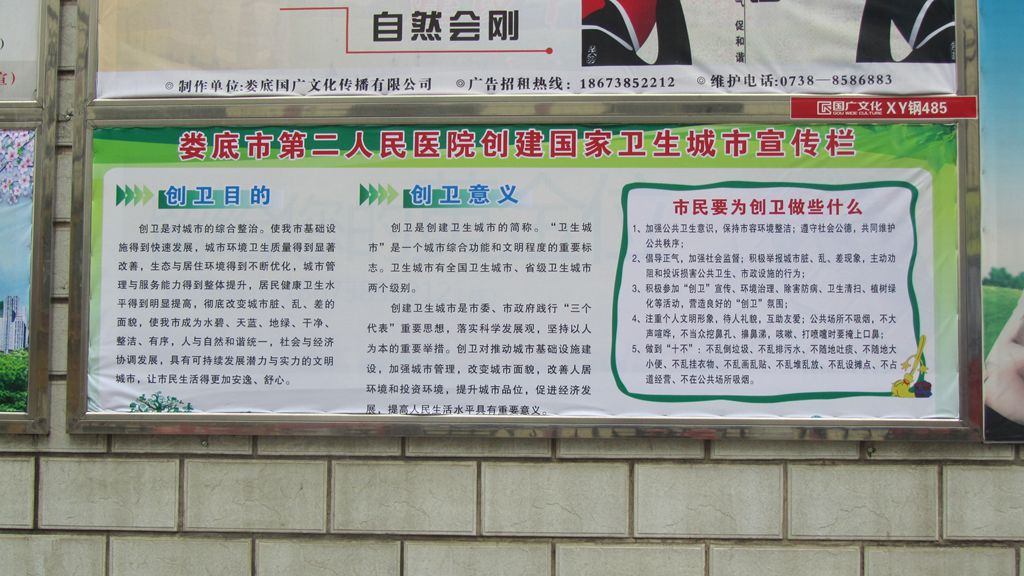 自然会刚
促和谐
宣）
◎制作单位:娄底国广文化传播有限公司 ◎广告招租热线：18673852212 ◎维护电话:0738—8586883
国广文化 XY钢485
GOU WIDE CULTURE
娄底市第二人民医院创建国家卫生城市宣传栏
创卫目的
创卫是对城市的综合整治。使我市基础设
施得到快速发展，城市环境卫生质量得到显著
改善，生态与居住环境得到不断优化，城市管
理与服务能力得到整体提升，居民健康卫生水
平得到明显提高，彻底改变城市脏、乱、差的
面貌，使我市成为水碧、天蓝、地绿、干净、
整洁、有序，人与自然和谐统一，社会与经济
协调发展，具有可持续发展潜力与实力的文明
城市，让市民生活得更加安逸、舒心。
创卫意义
创卫是创建卫生城市的简称。“卫生城
市”是一个城市综合功能和文明程度的重要标
志。卫生城市有全国卫生城市、省级卫生城市
两个级别。
创建卫生城市是市委、市政府践行“三个
代表”重要思想，落实科学发展观，坚持以人
为本的重要举措。创卫对推动城市基础设施建
设，加强城市管理，改变城市面貌，改善人居
环境和投资环境，提升城市品位，促进经济发
展，提高人民生活水平具有重要意义。
市民要为创卫做些什么
1、加强公共卫生意识，保持市容环境整洁；遵守社会公德，共同维护
公共秩序；
2、倡导正气，加强社会监督；积极举报城市脏、乱、差现象，主动劝
阻和投诉损害公共卫生、市政设施的行为；
3、积极参加“创卫”宣传、环境治理、除害防病、卫生清扫、植树绿
化等活动，营造良好的“创卫”氛围；
4、注重个人文明形象，待人礼貌，互助友爱；公共场所不吸烟，不大
声喧哗，不当众挖鼻孔、擤鼻涕，咳嗽、打喷嚏时要掩上口鼻；
5、做到“十不”：不乱倒垃圾、不乱排污水、不随地吐痰、不随地大
小便、不乱挂衣物、不乱画乱贴、不乱堆乱放、不乱设摊点、不占
道经营、不在公共场所吸烟。